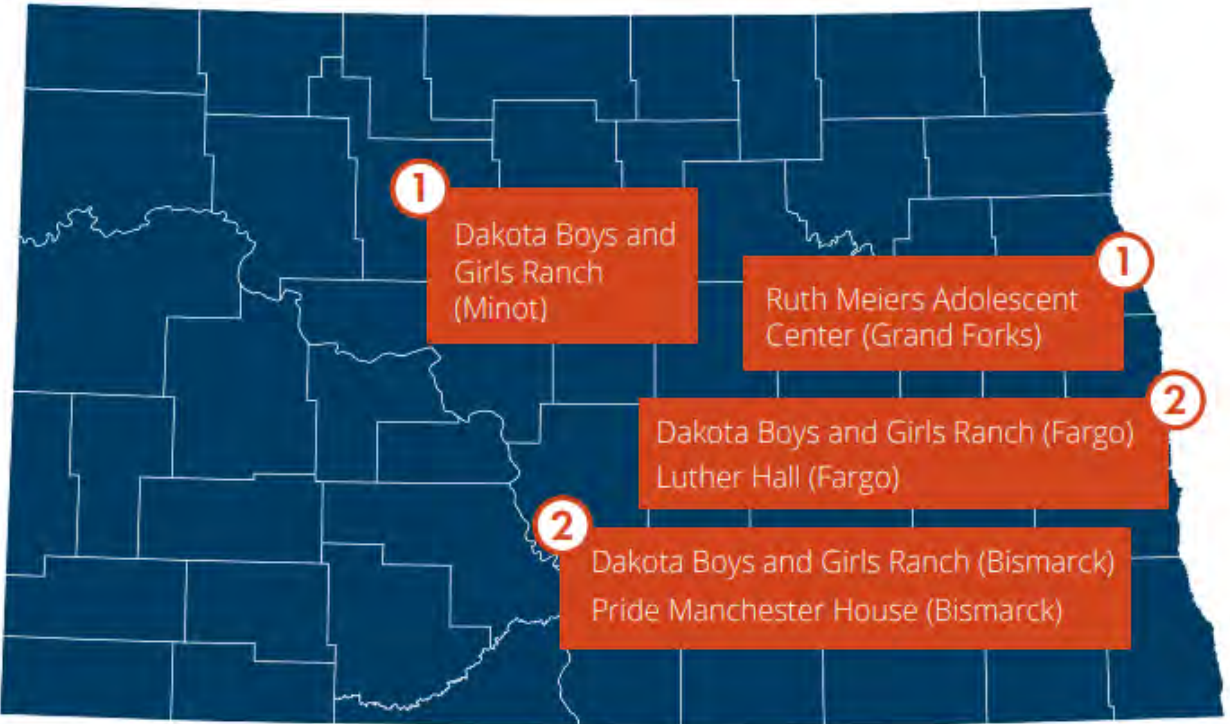 1
Dakota Boys and
Girls Ranch
(Minot)
1
Ruth Meiers Adolescent
Center (Grand Forks)
2
Dakota Boys and Girls Ranch (Fargo)
Luther Hall (Fargo)
2
Dakota Boys and Girls Ranch (Bismarck)
Pride Manchester House (Bismarck)